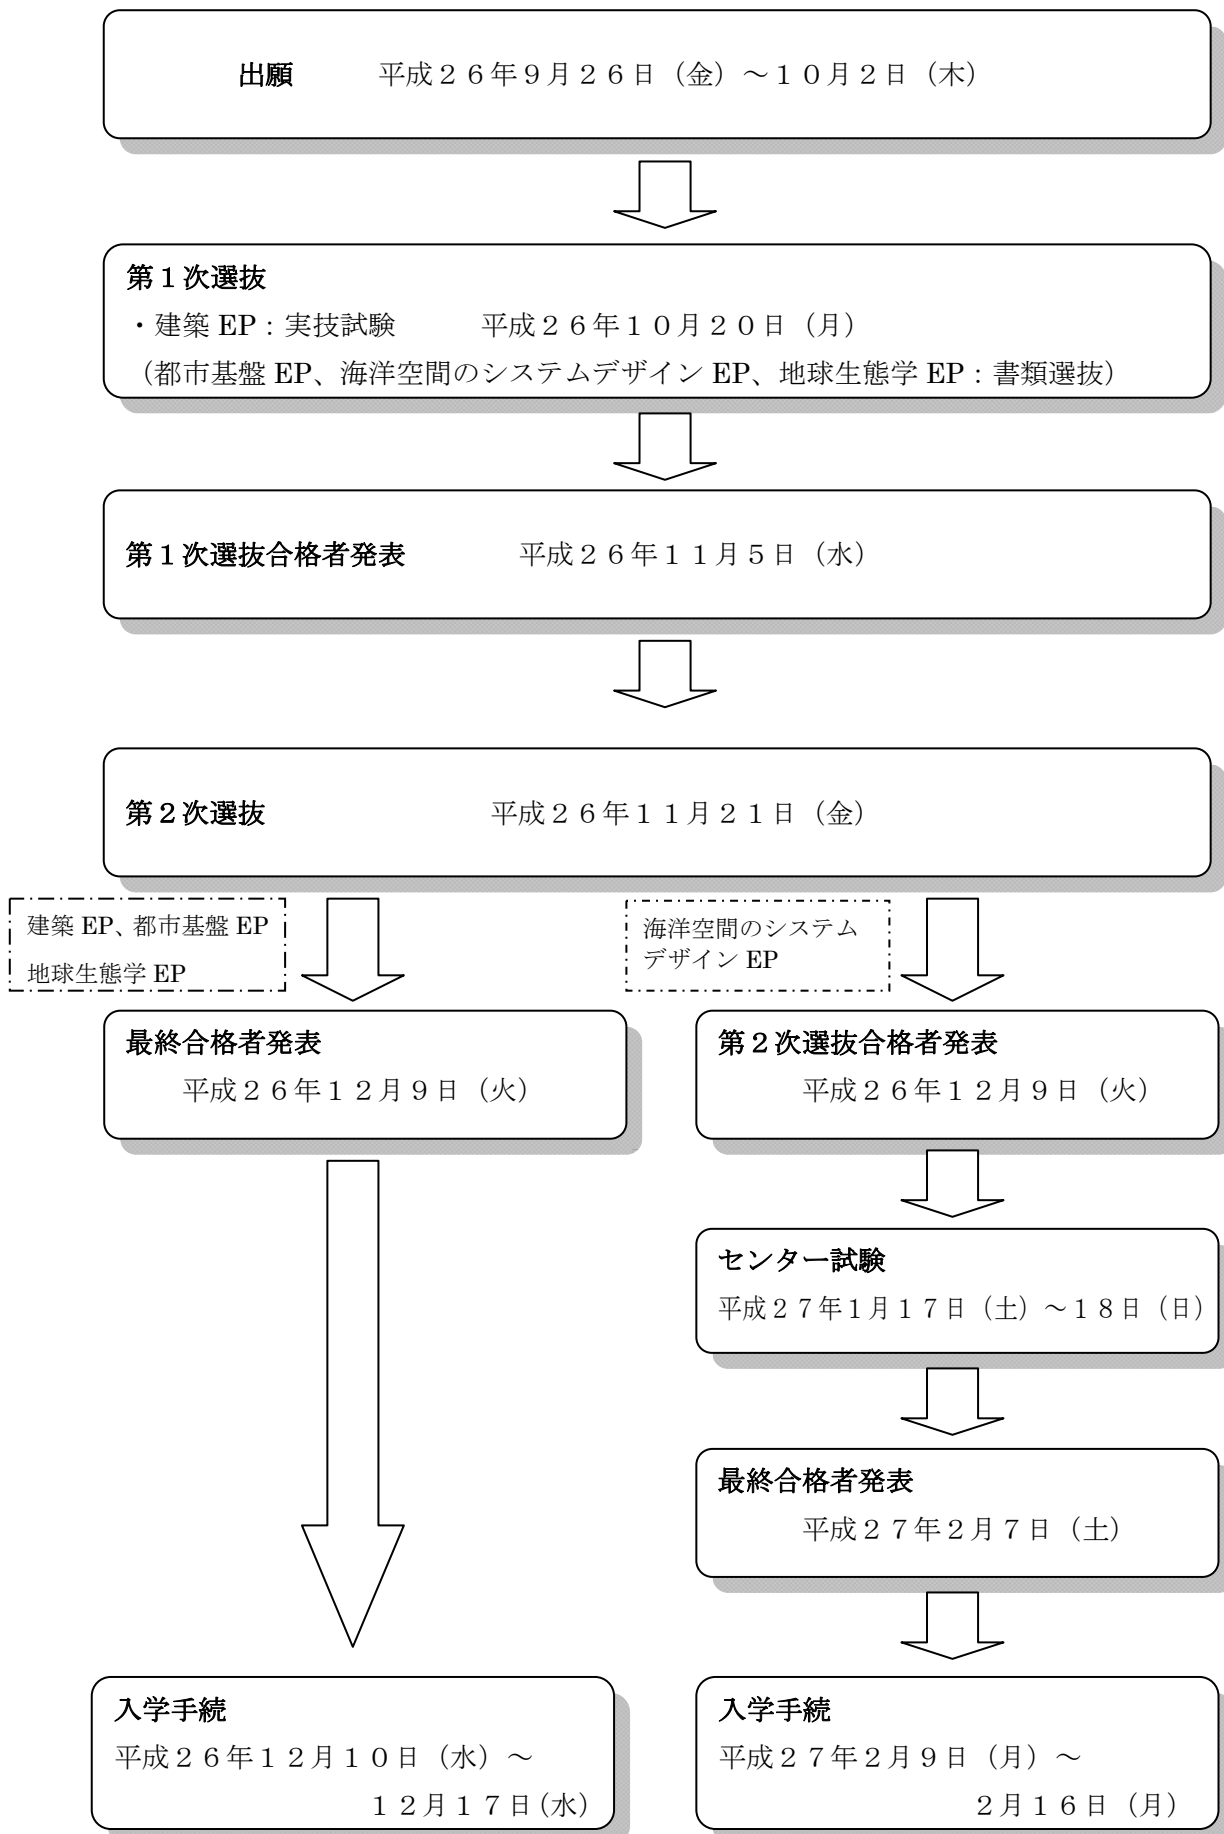 出願　　　平成２６年９月２６日（金）～１０月２日（木）
第１次選抜
・建築 EP：実技試験　　　平成２６年１０月２０日（月）
（都市基盤 EP、海洋空間のシステムデザイン EP、地球生態学 EP：書類選抜）
第１次選抜合格者発表　　　　平成２６年１１月５日（水）
第２次選抜　　　　　　　　平成２６年１１月２１日（金）
建築 EP、都市基盤 EP
地球生態学 EP
最終合格者発表
平成２６年１２月９日（火）
入学手続
平成２６年１２月１０日（水）～
１２月１７日（水）
海洋空間のシステム
デザイン EP
第２次選抜合格者発表
平成２６年１２月９日（火）
センター試験
平成２７年１月１７日（土）～１８日（日）
最終合格者発表
平成２７年２月７日（土）
入学手続
平成２７年２月９日（月）～
２月１６日（月）